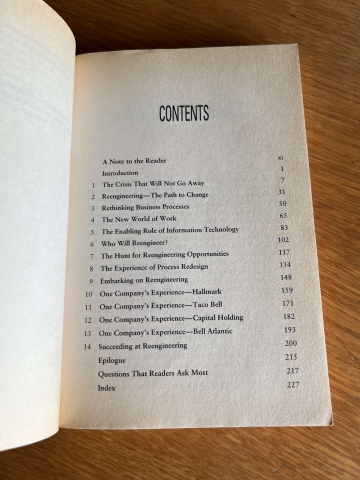 CONTENTS
A Note to the Reader xi
Introduction 1
1 The Crisis That Will Not Go Away 7
2 Reengineering—The Path to Change 31
3 Rethinking Business Processes 50
4 The New World of Work 65
5 The Enabling Role of Information Technology 83
6 Who Will Reengineer? 102
7 The Hunt for Reengineering Opportunities 117
8 The Experience of Process Redesign 134
9 Embarking on Reengineering 148
10 One Company's Experience—Hallmark 159
11 One Company's Experience—Taco Bell 171
12 One Company's Experience—Capital Holding 182
13 One Company's Experience—Bell Atlantic 193
14 Succeeding at Reengineering 200
Epilogue 215
Questions That Readers Ask Most 217
Index 227